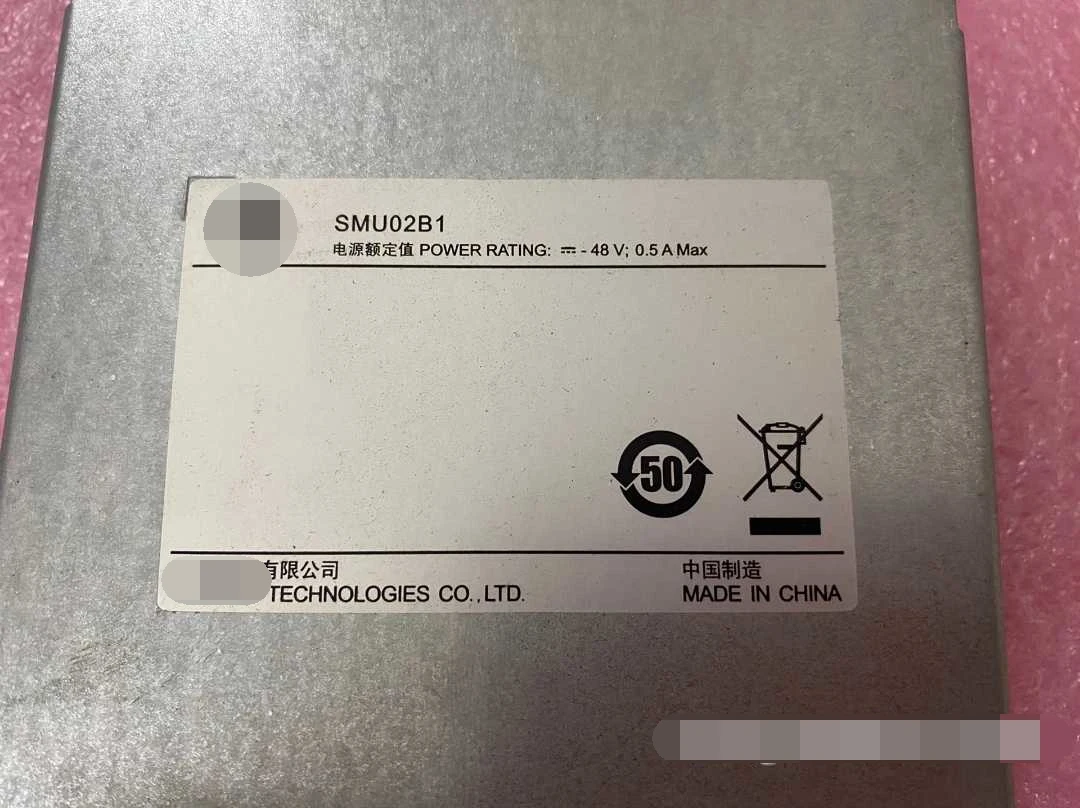 SMU02B1
电源额定值 POWER RATING: ⎓ - 48 V; 0.5 A Max
50
有限公司
TECHNOLOGIES CO.,LTD.
中国制造
MADE IN CHINA